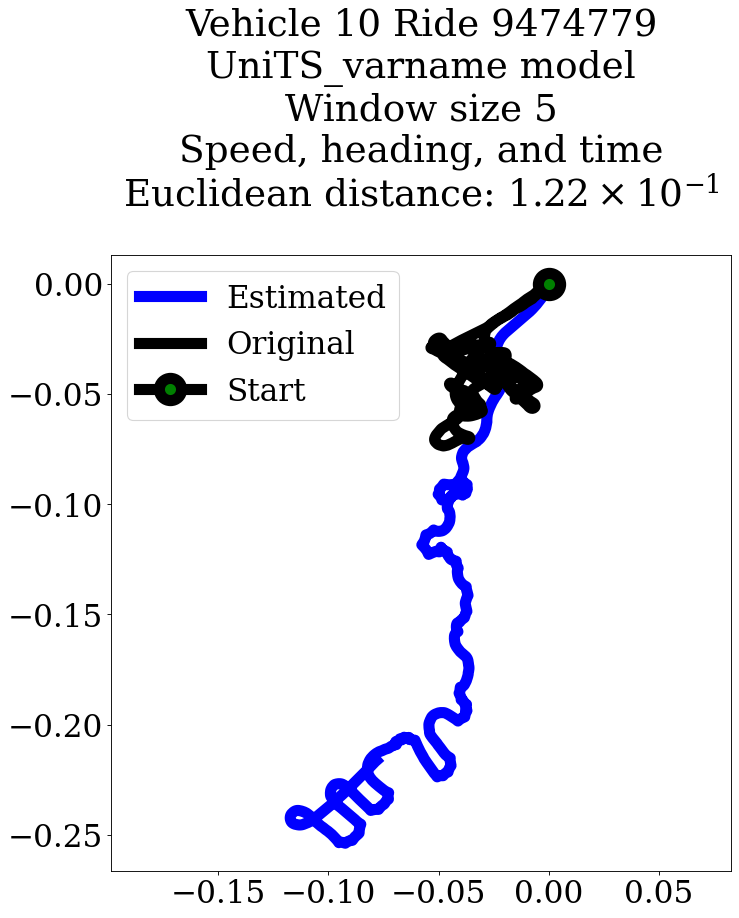 Vehicle 10 Ride 9474779
UniTS_varname model
Window size 5
Speed, heading, and time
Euclidean distance: 1.22 × 10⁻¹
Estimated
Original
Start
0.00
−0.05
−0.10
−0.15
−0.20
−0.25
−0.15 −0.10 −0.05 0.00 0.05